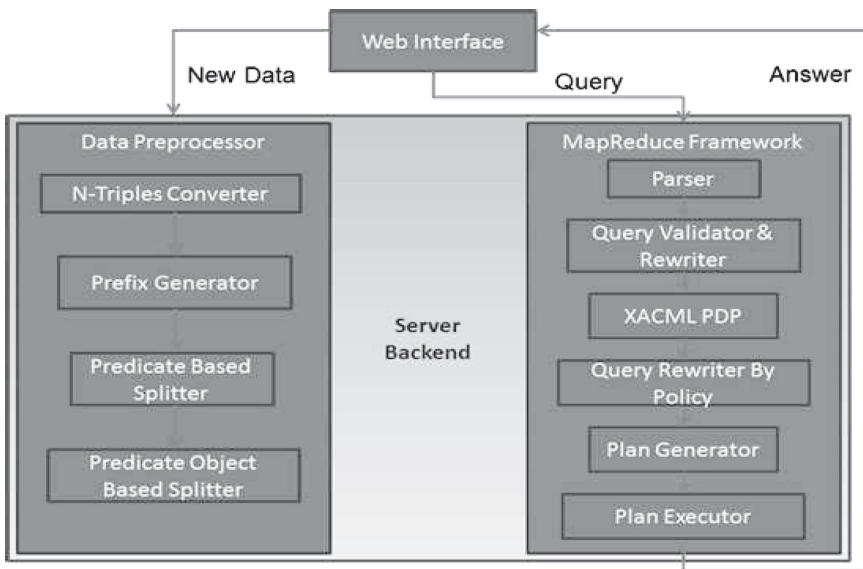 Web Interface
New Data
Query
Answer
Data Preprocessor
N-Triples Converter
Prefix Generator
Predicate Based
Splitter
Predicate Object
Based Splitter
Server
Backend
MapReduce Framework
Parser
Query Validator &
Rewriter
XACML PDP
Query Rewriter By
Policy
Plan Generator
Plan Executor